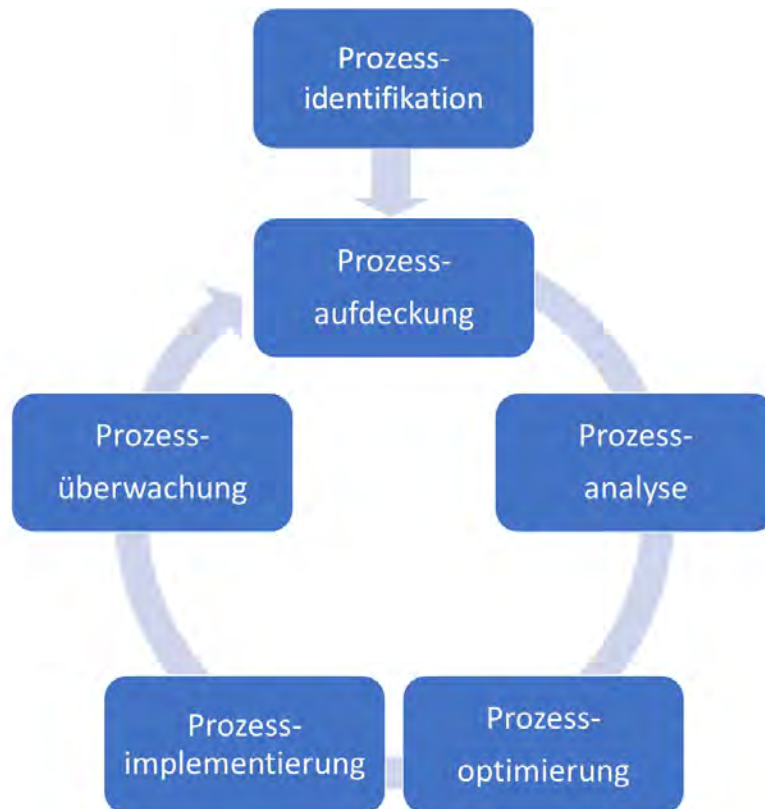 Prozess-
identifikation
Prozess-
aufdeckung
Prozess-
analyse
Prozess-
optimierung
Prozess-
implementierung
Prozess-
überwachung